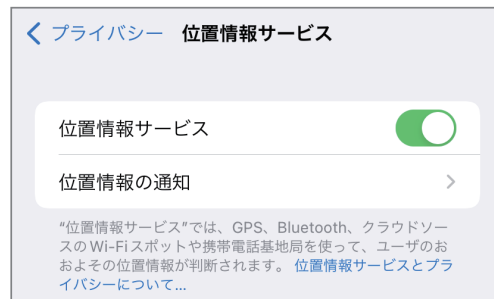 プライバシー 位置情報サービス
位置情報サービス
位置情報の通知
“位置情報サービス”では、GPS、Bluetooth、クラウドソー
スのWi-Fiスポットや携帯電話基地局を使って、ユーザのお
およその位置情報が判断されます。位置情報サービスとプラ
イバシーについて...